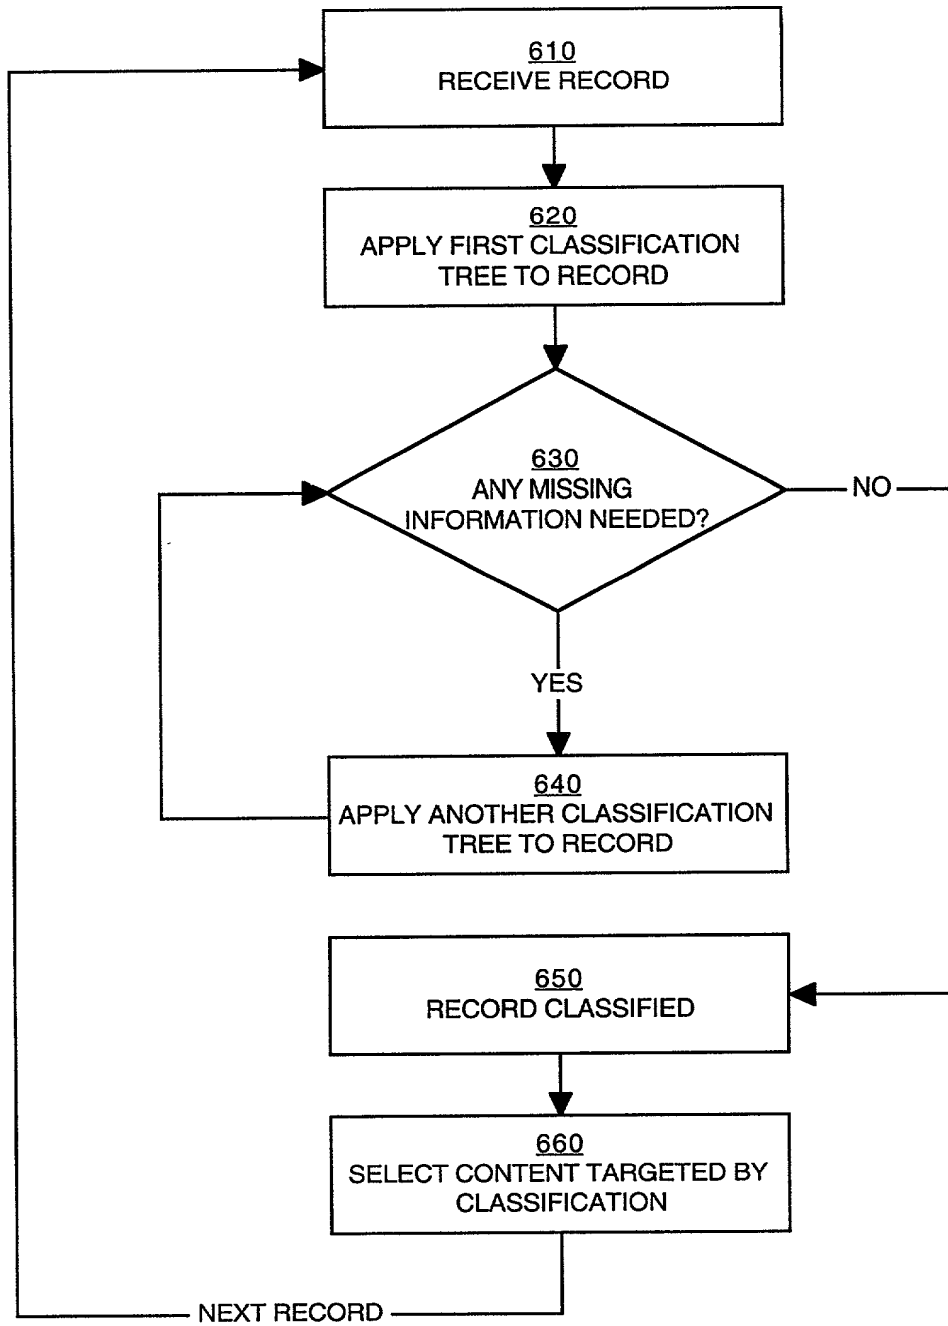 610
RECEIVE RECORD
620
APPLY FIRST CLASSIFICATION
TREE TO RECORD
630
ANY MISSING
INFORMATION NEEDED?
NO
YES
640
APPLY ANOTHER CLASSIFICATION
TREE TO RECORD
650
RECORD CLASSIFIED
660
SELECT CONTENT TARGETED BY
CLASSIFICATION
NEXT RECORD